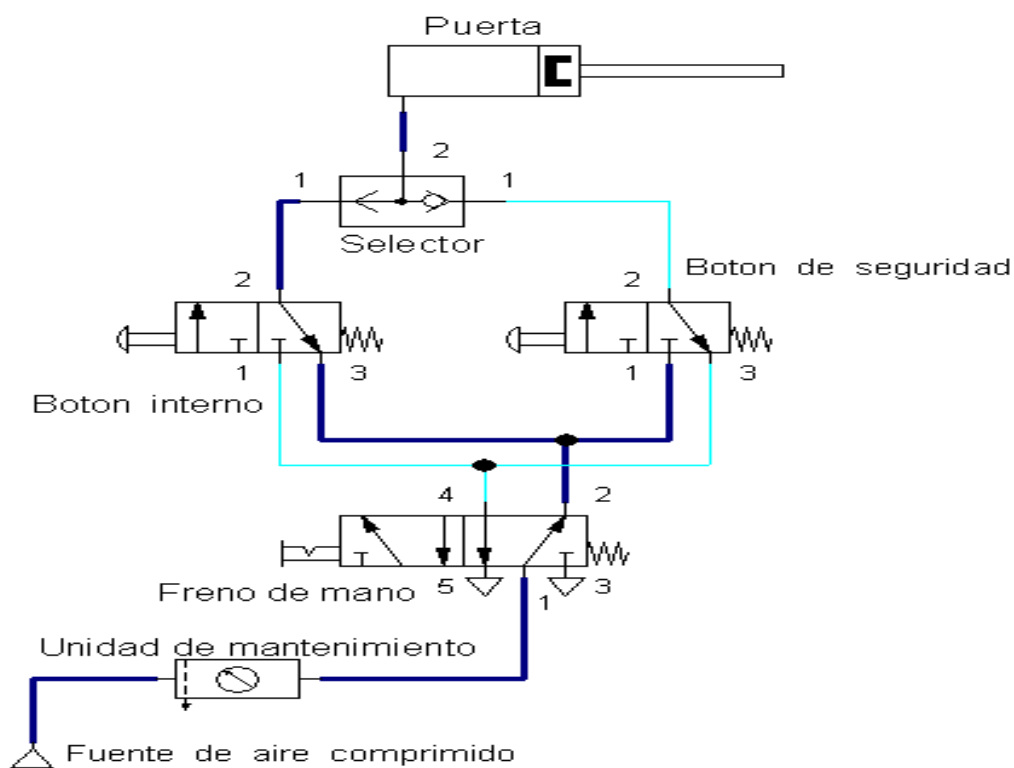 Puerta
2
1 1
Selector
2 2 Boton de seguridad
1 3 1 3
Boton interno
4 2
Freno de mano 5 1 3
Unidad de mantenimiento
Fuente de aire comprimido